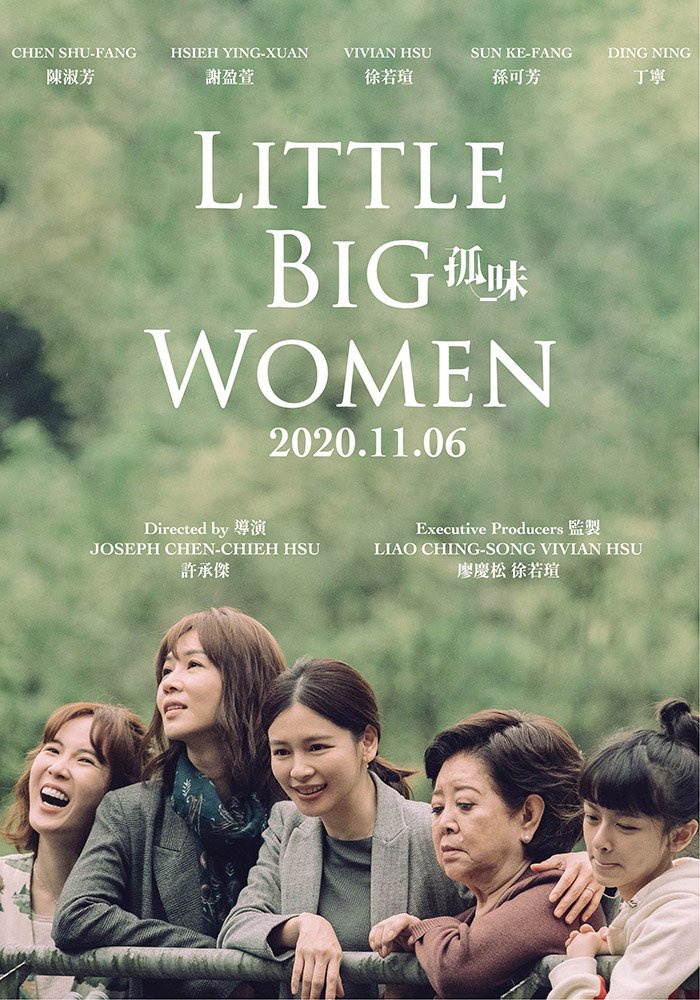 CHEN SHU-FANG HSIEH YING-XUAN VIVIAN HSU SUN KE-FANG DING NING
陳淑芳 謝盈萱 徐若瑄 孫可芳 丁寧
LITTLE
BIG 孤味
WOMEN
2020.11.06
Directed by 導演
JOSEPH CHEN-CHIEH HSU
許承傑
Executive Producers 監製
LIAO CHING-SONG VIVIAN HSU
廖慶松 徐若瑄